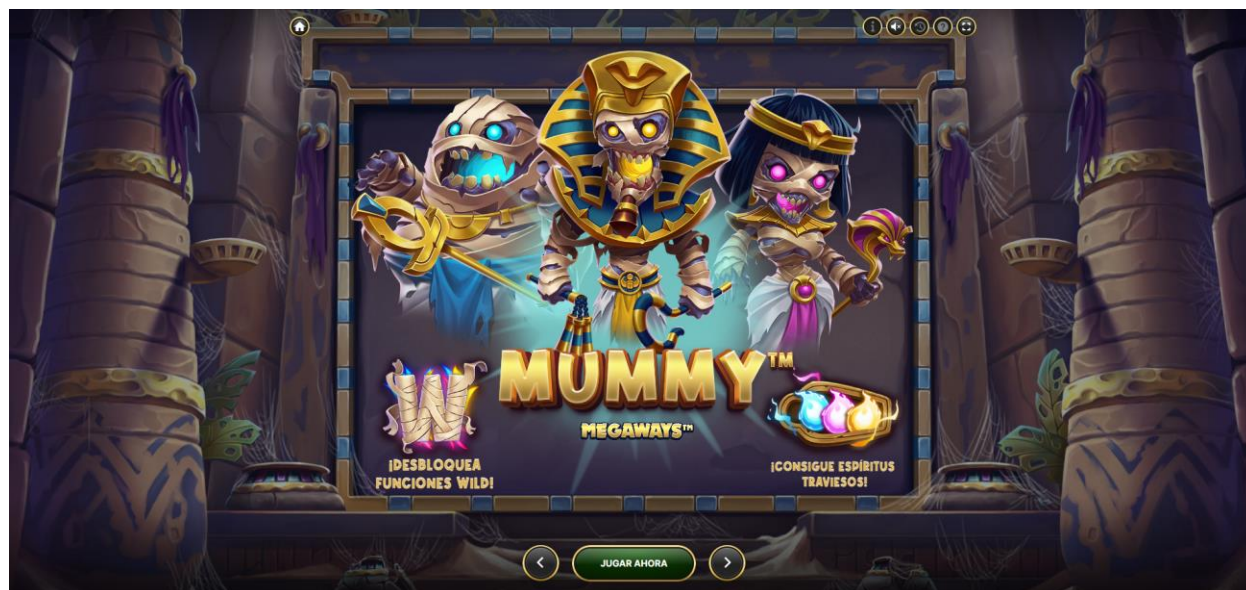 MUMMY™
MEGAWAYS™
¡DESBLOQUEA
FUNCIONES WILD!
¡CONSIGUE ESPÍRITUS
TRAVIESOS!
JUGAR AHORA